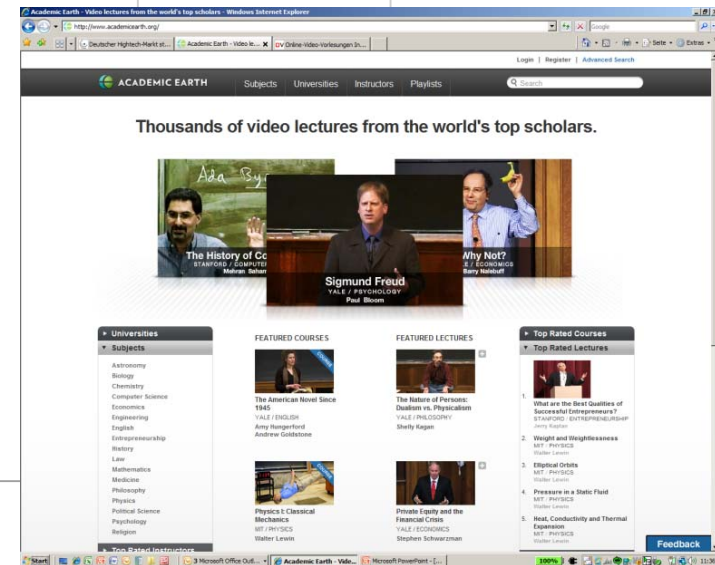 Academic Earth - Video lectures from the world's top scholars - Windows Internet Explorer
http://www.academicearth.org/
Google
Deutscher Hightech-Markt st...
Academic Earth - Video le...
Online-Video-Vorlesungen In...
Seite
Extras
Login | Register | Advanced Search
ACADEMIC EARTH
Subjects
Universities
Instructors
Playlists
Search
Thousands of video lectures from the world's top scholars.
Ada By
The History of Co
STANFORD / COMPUTE
Mehran Saham
Sigmund Freud
YALE / PSYCHOLOGY
Paul Bloom
Why Not?
LE / ECONOMICS
Barry Nalebuff
Universities
Subjects
Astronomy
Biology
Chemistry
Computer Science
Economics
Engineering
English
Entrepreneurship
History
Law
Mathematics
Medicine
Philosophy
Physics
Political Science
Psychology
Religion
Top Rated Instructors
FEATURED COURSES
COURSE
The American Novel Since
1945
YALE / ENGLISH
Amy Hungerford
Andrew Goldstone
COURSE
Physics I: Classical
Mechanics
MIT / PHYSICS
Walter Lewin
FEATURED LECTURES
The Nature of Persons:
Dualism vs. Physicalism
YALE / PHILOSOPHY
Shelly Kagan
Private Equity and the
Financial Crisis
YALE / ECONOMICS
Stephen Schwarzman
Top Rated Courses
Top Rated Lectures
1. What are the Best Qualities of
Successful Entrepreneurs?
STANFORD / ENTREPRENEURSHIP
Jerry Kaplan
2. Weight and Weightlessness
MIT / PHYSICS
Walter Lewin
3. Elliptical Orbits
MIT / PHYSICS
Walter Lewin
4. Pressure in a Static Fluid
MIT / PHYSICS
Walter Lewin
5. Heat, Conductivity and Thermal
Expansion
MIT / PHYSICS
Walter Lewin
Feedback
Start
3 Microsoft Office Outl...
Academic Earth - Vide...
Microsoft PowerPoint - [...
100%
11:36